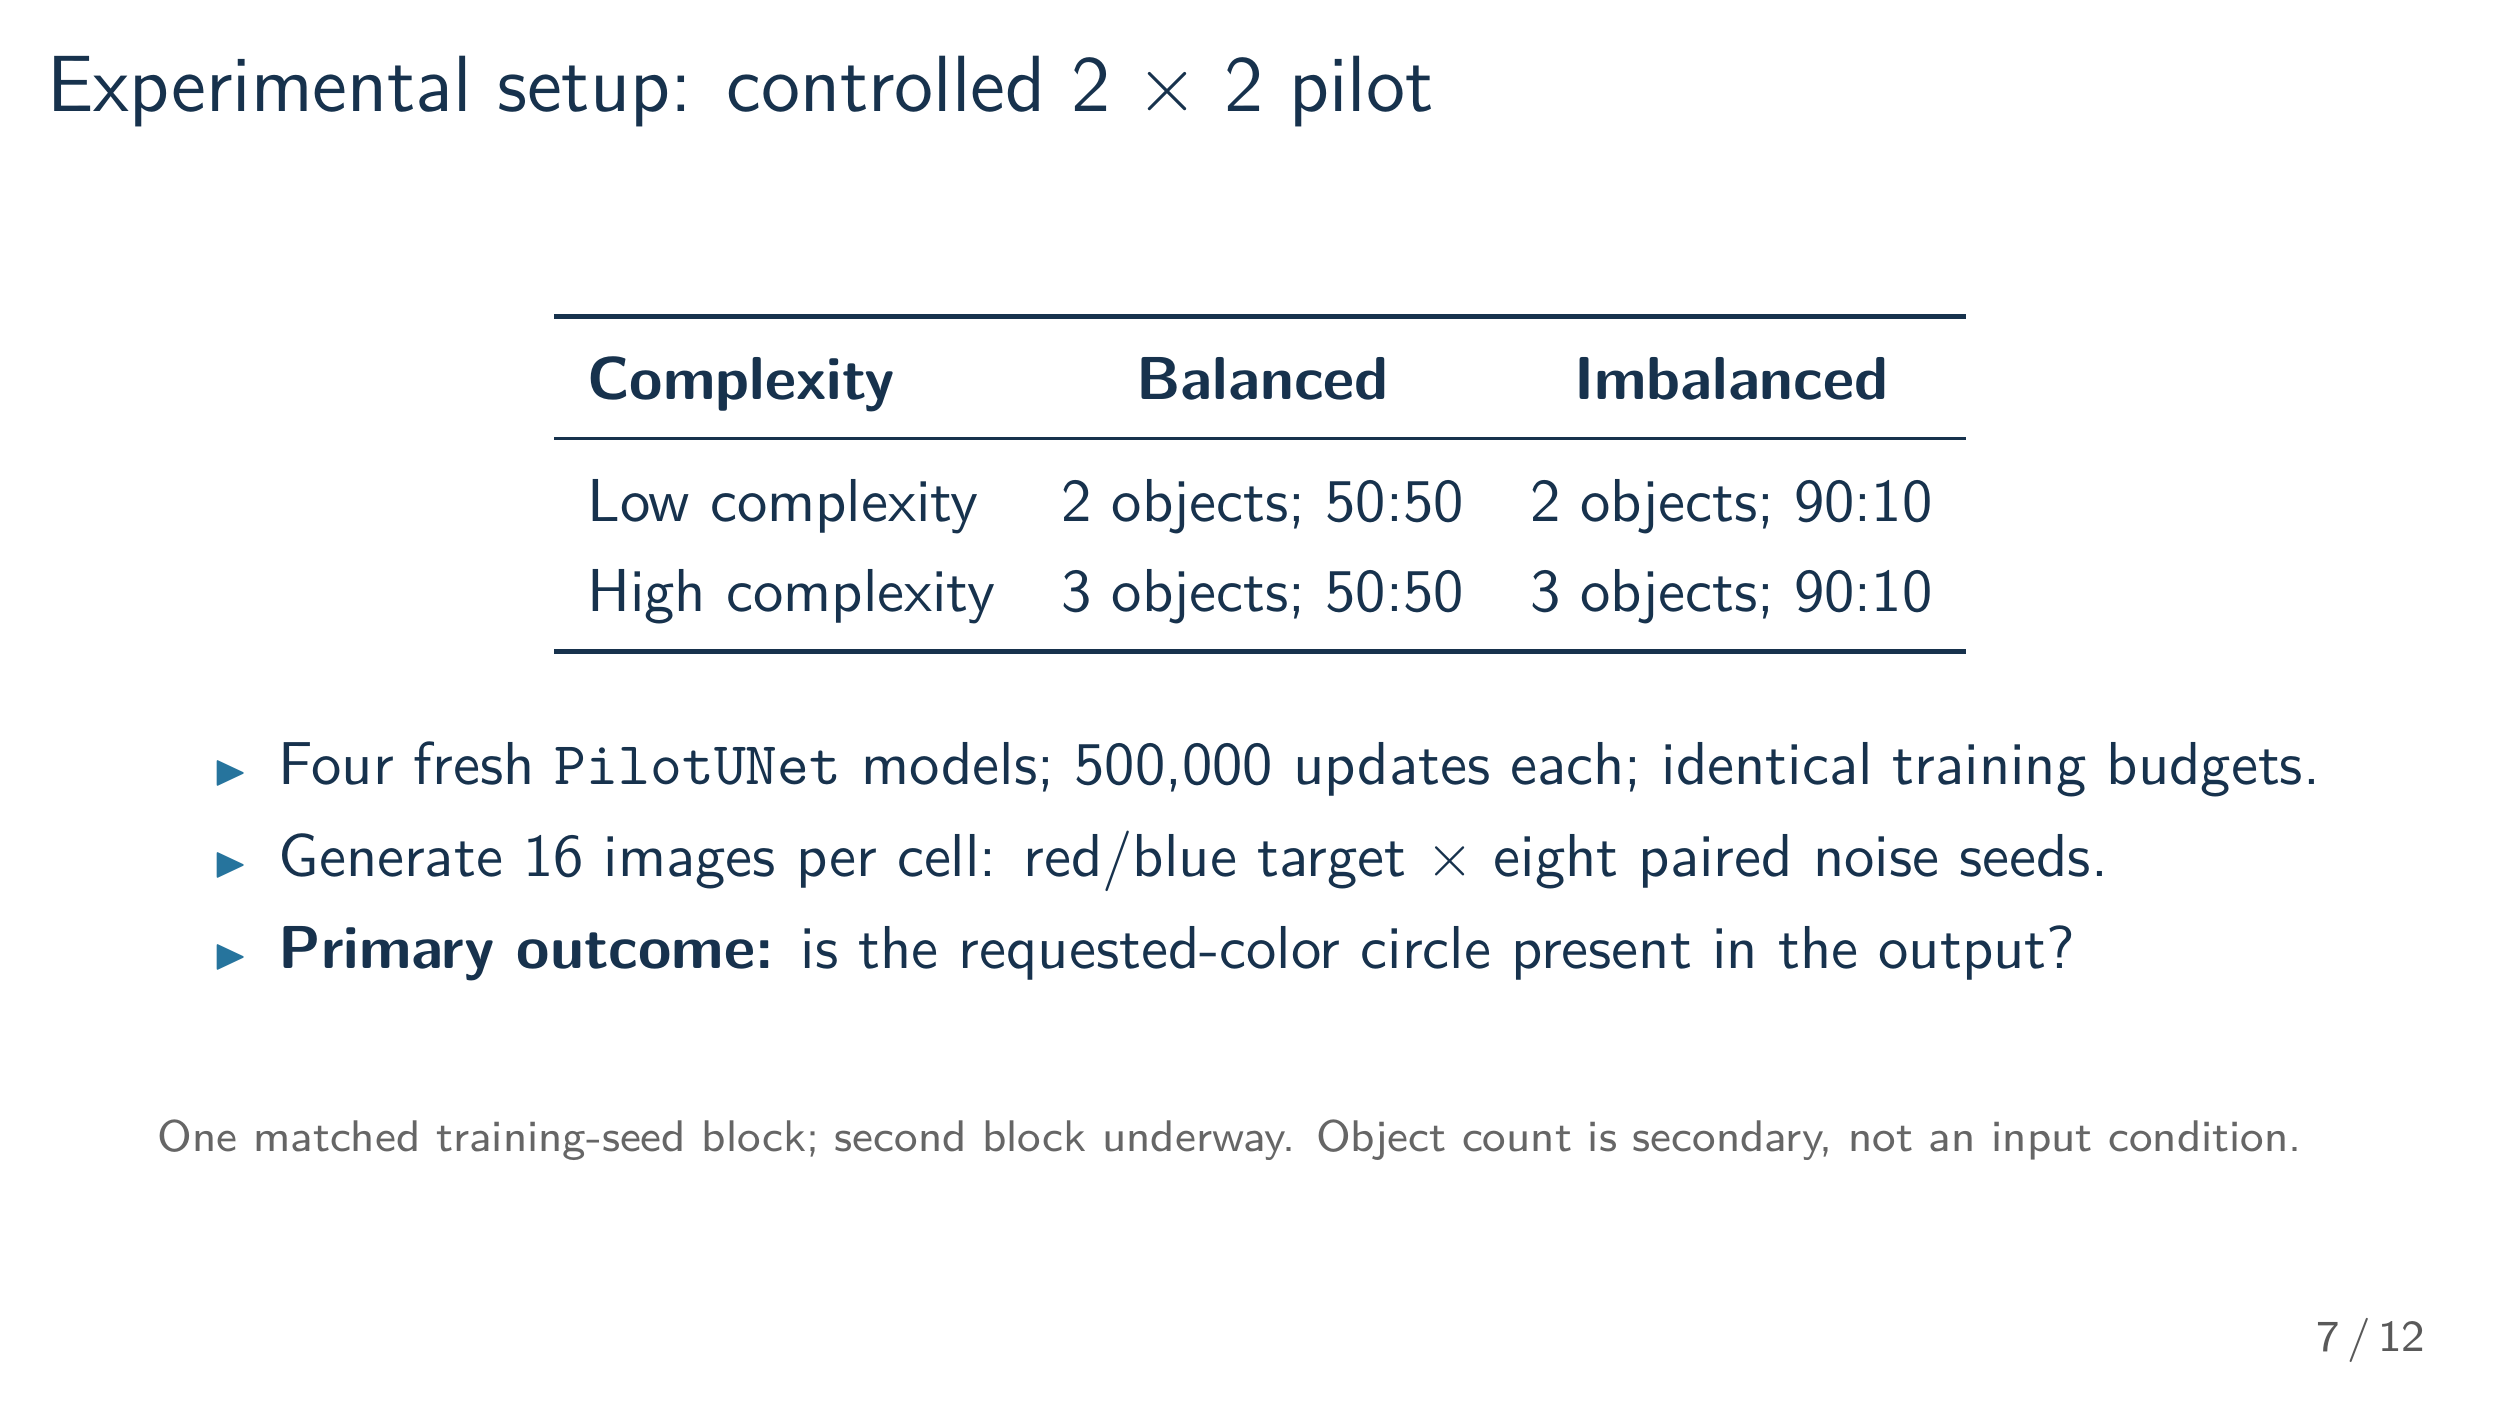 Experimental setup: controlled 2 × 2 pilot
Complexity Balanced Imbalanced
Low complexity 2 objects; 50:50 2 objects; 90:10
High complexity 3 objects; 50:50 3 objects; 90:10
▶ Four fresh PilotUNet models; 500,000 updates each; identical training budgets.
▶ Generate 16 images per cell: red/blue target × eight paired noise seeds.
▶ Primary outcome: is the requested-color circle present in the output?
One matched training-seed block; second block underway. Object count is secondary, not an input condition.
7 / 12